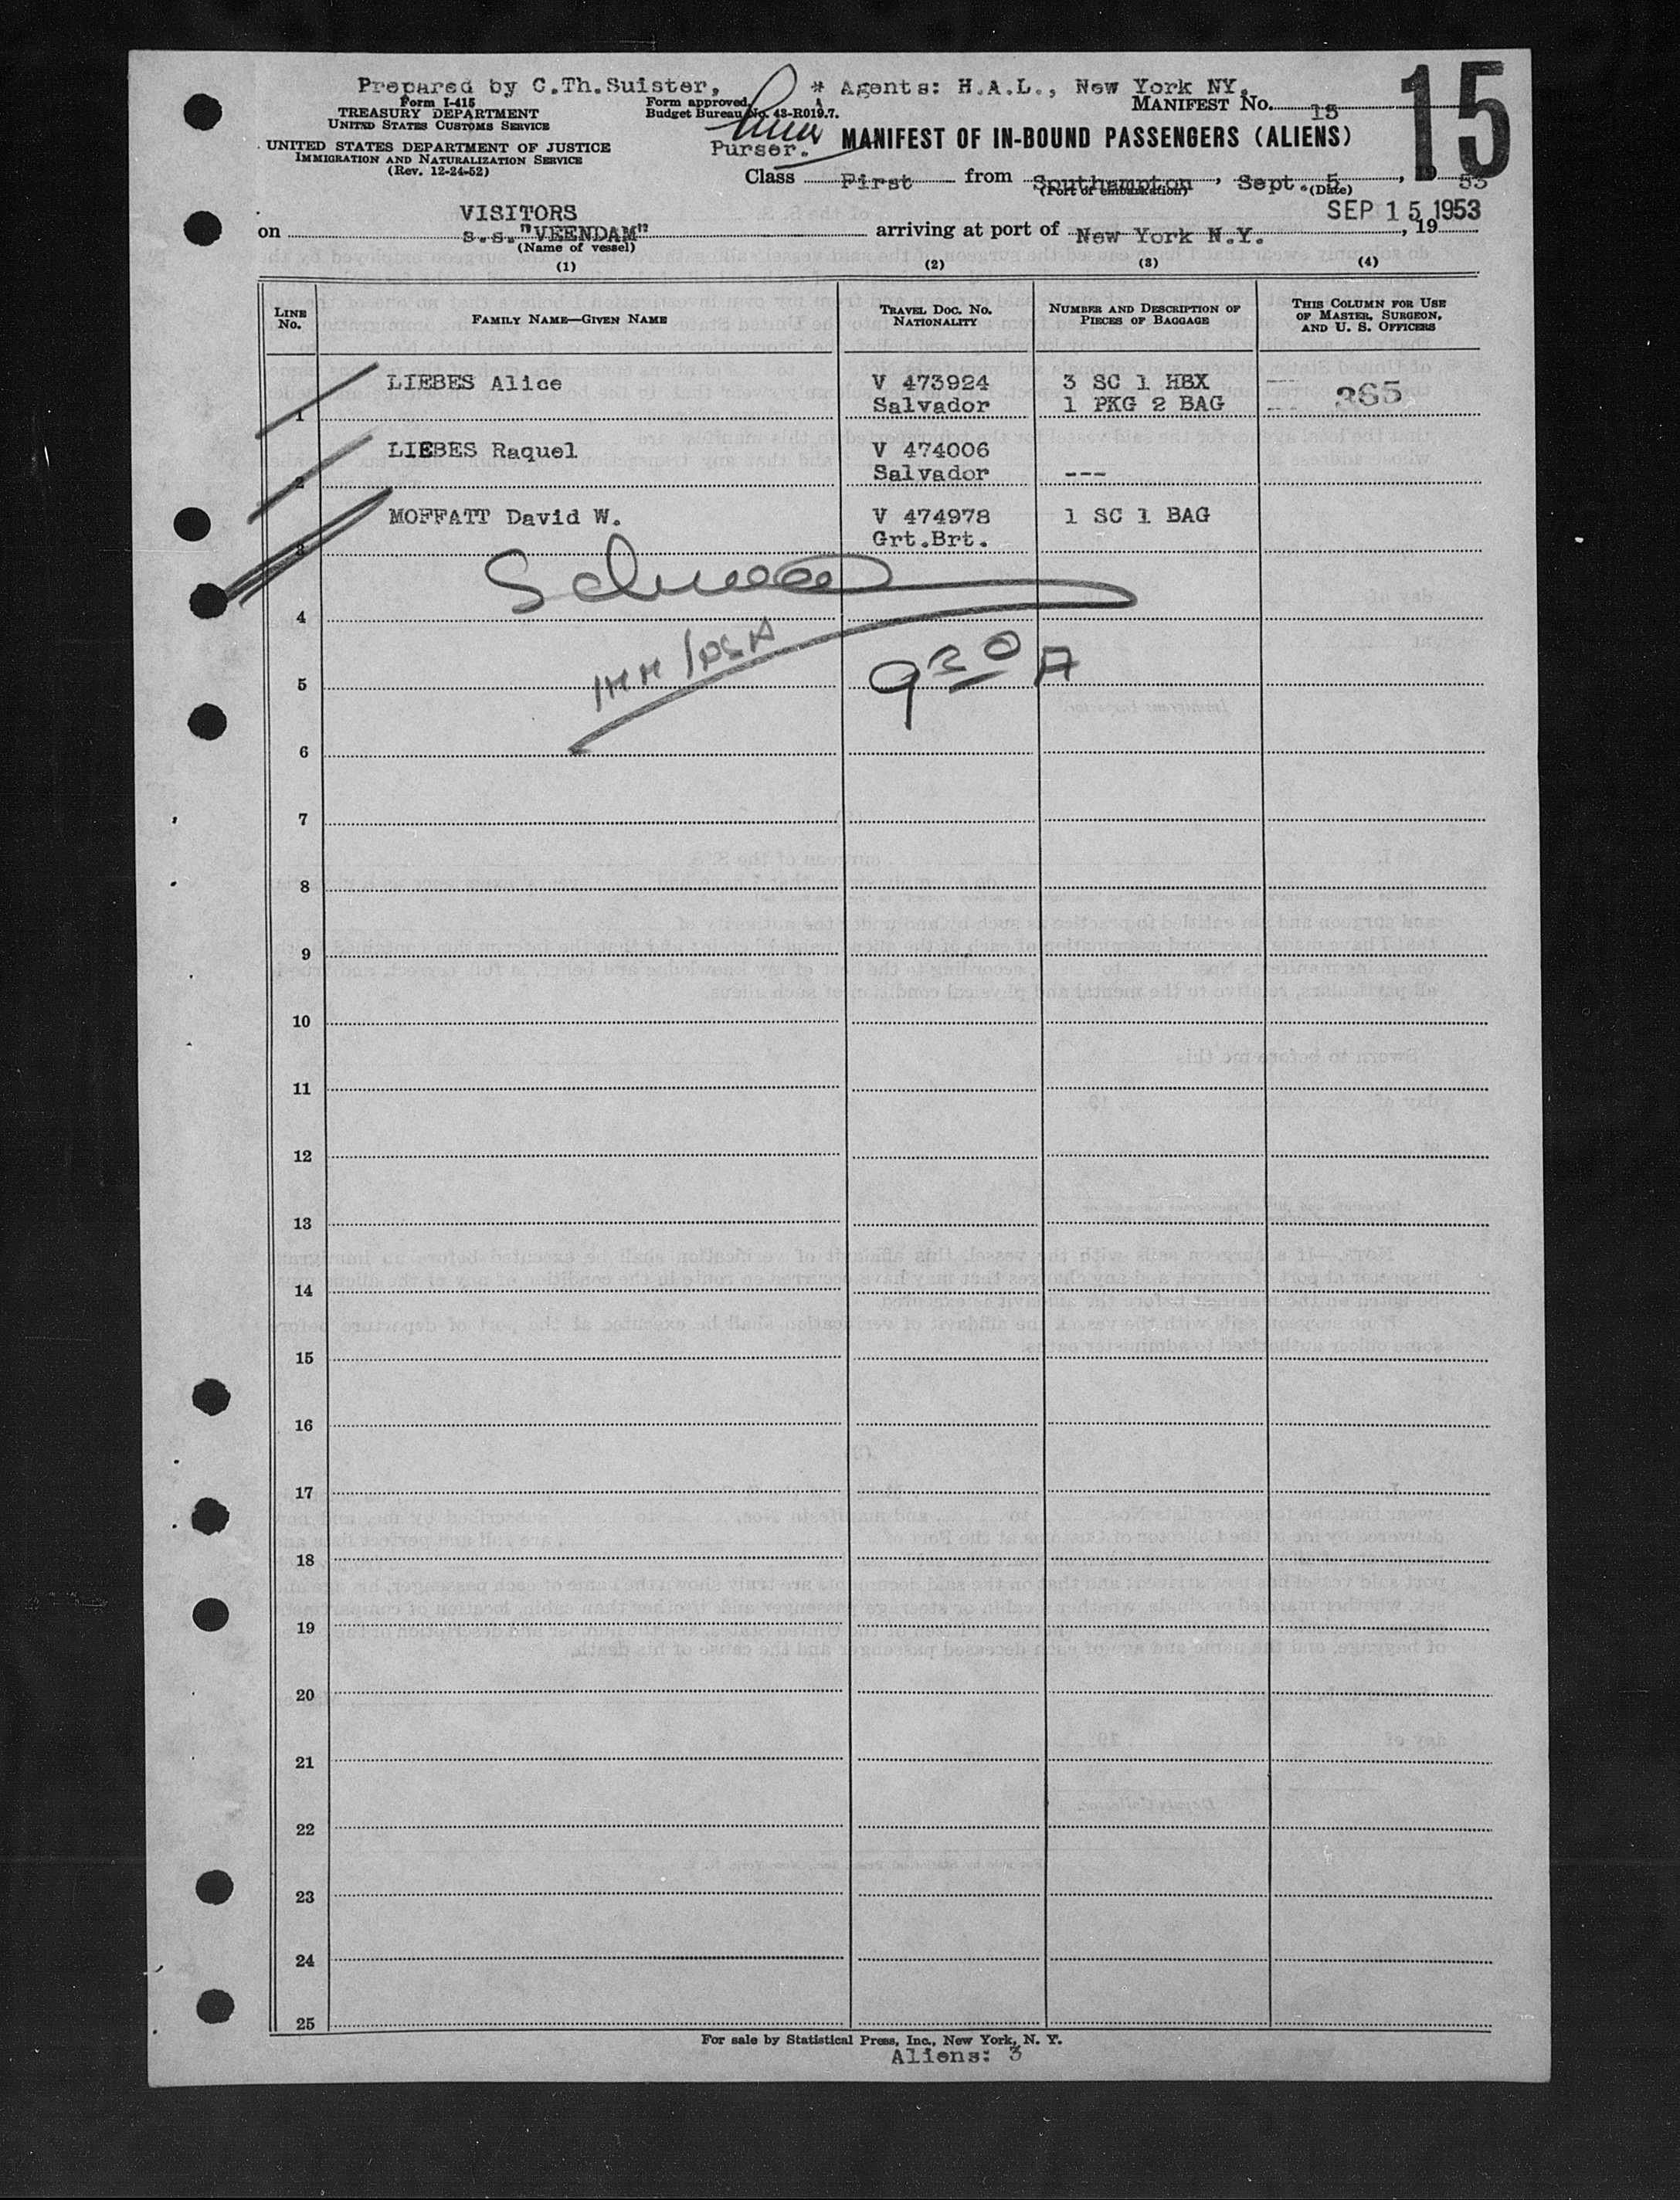 Prepared by C.Th.Suister, * Agents: H.A.L., New York NY.
Form I-415
TREASURY DEPARTMENT
UNITED STATES CUSTOMS SERVICE
UNITED STATES DEPARTMENT OF JUSTICE
IMMIGRATION AND NATURALIZATION SERVICE
(Rev. 12-24-52)
Form approved.
Budget Bureau No. 43-R019.7.
Purser.
MANIFEST NO. 15
15
MANIFEST OF IN-BOUND PASSENGERS (ALIENS)
Class First from Southampton, Sept. 5, 53
(Port of embarkation) (Date)
VISITORS SEP 15 1953
on s.s."VEENDAM" arriving at port of New York N.Y., 19
(Name of vessel)
(1) (2) (3) (4)
LINE NO. FAMILY NAME—GIVEN NAME TRAVEL DOC. NO. NATIONALITY NUMBER AND DESCRIPTION OF PIECES OF BAGGAGE THIS COLUMN FOR USE OF MASTER, SURGEON, AND U. S. OFFICERS
LIEBES Alice V 473924 3 SC 1 HBX --- 365
1 Salvador 1 PKG 2 BAG
LIEBES Raquel V 474006
2 Salvador ---
MOFFATT David W. V 474978 1 SC 1 BAG
3 Grt.Brt.
4
9 30 A
5
6
7
8
9
10
11
12
13
14
15
16
17
18
19
20
21
22
23
24
25
For sale by Statistical Press, Inc., New York, N. Y.
Aliens: 3